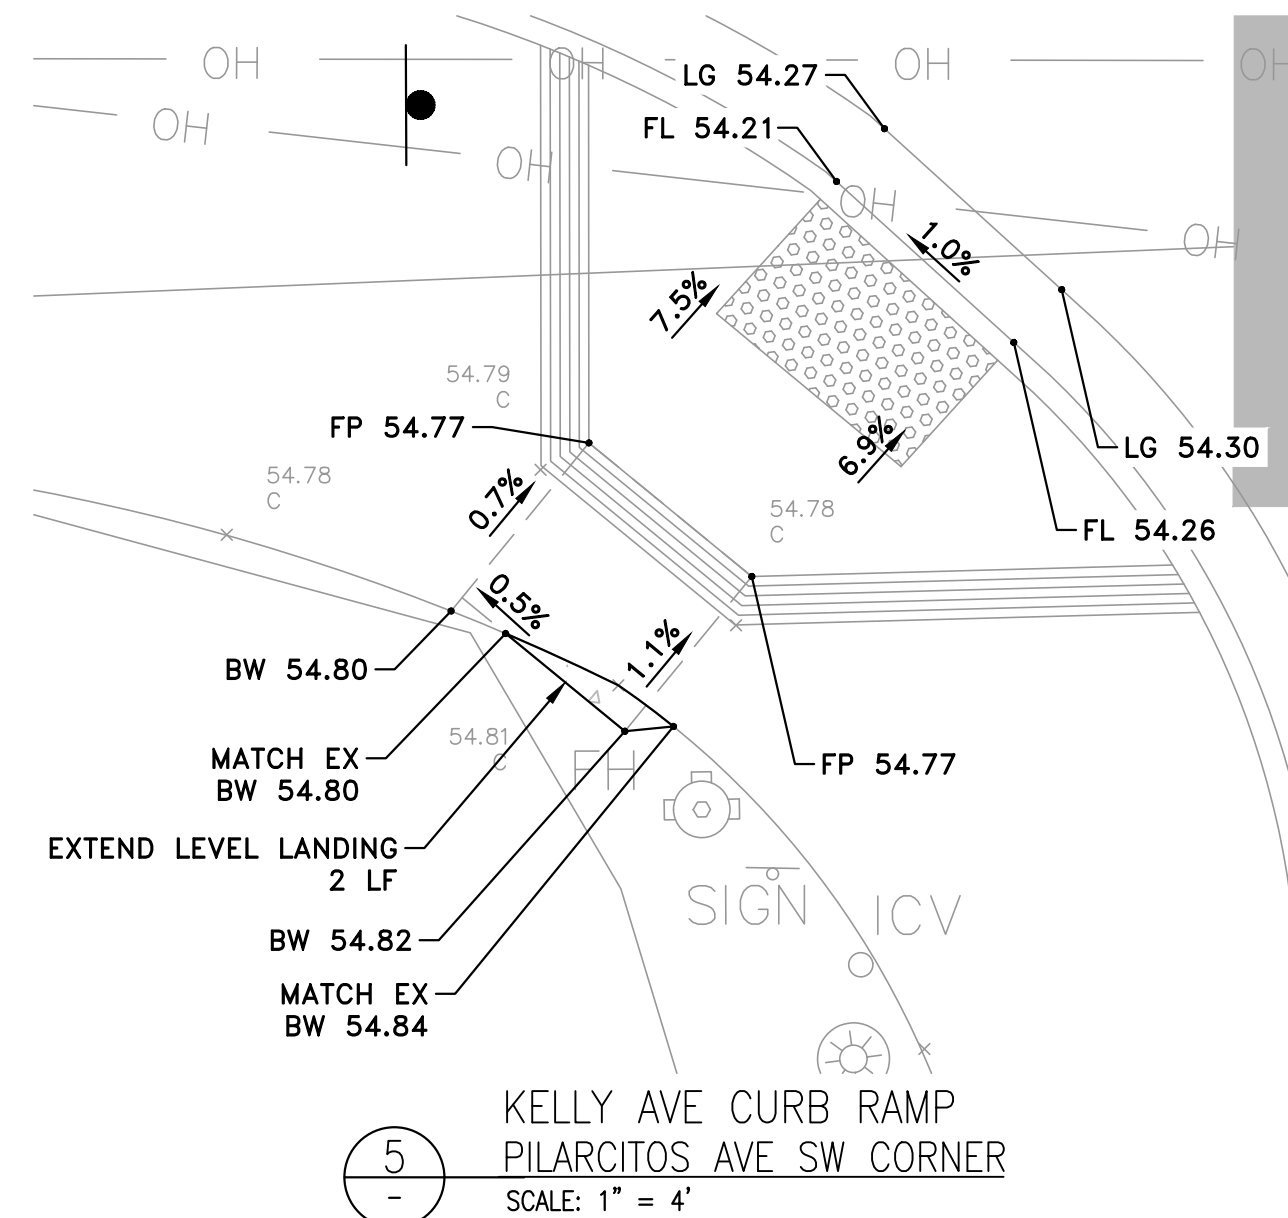 OH OH OH OH
LG 54.27
OH
FL 54.21
OH
OH
OH
1.0%
7.5%
54.79
C
FP 54.77
6.9%
LG 54.30
54.78
C
0.7%
54.78
C
FL 54.26
0.5%
1.1%
BW 54.80
54.81
C
MATCH EX
BW 54.80
FH
FP 54.77
EXTEND LEVEL LANDING
2 LF
SIGN
ICV
BW 54.82
MATCH EX
BW 54.84
5
-
KELLY AVE CURB RAMP
PILARCITOS AVE SW CORNER
SCALE: 1" = 4'